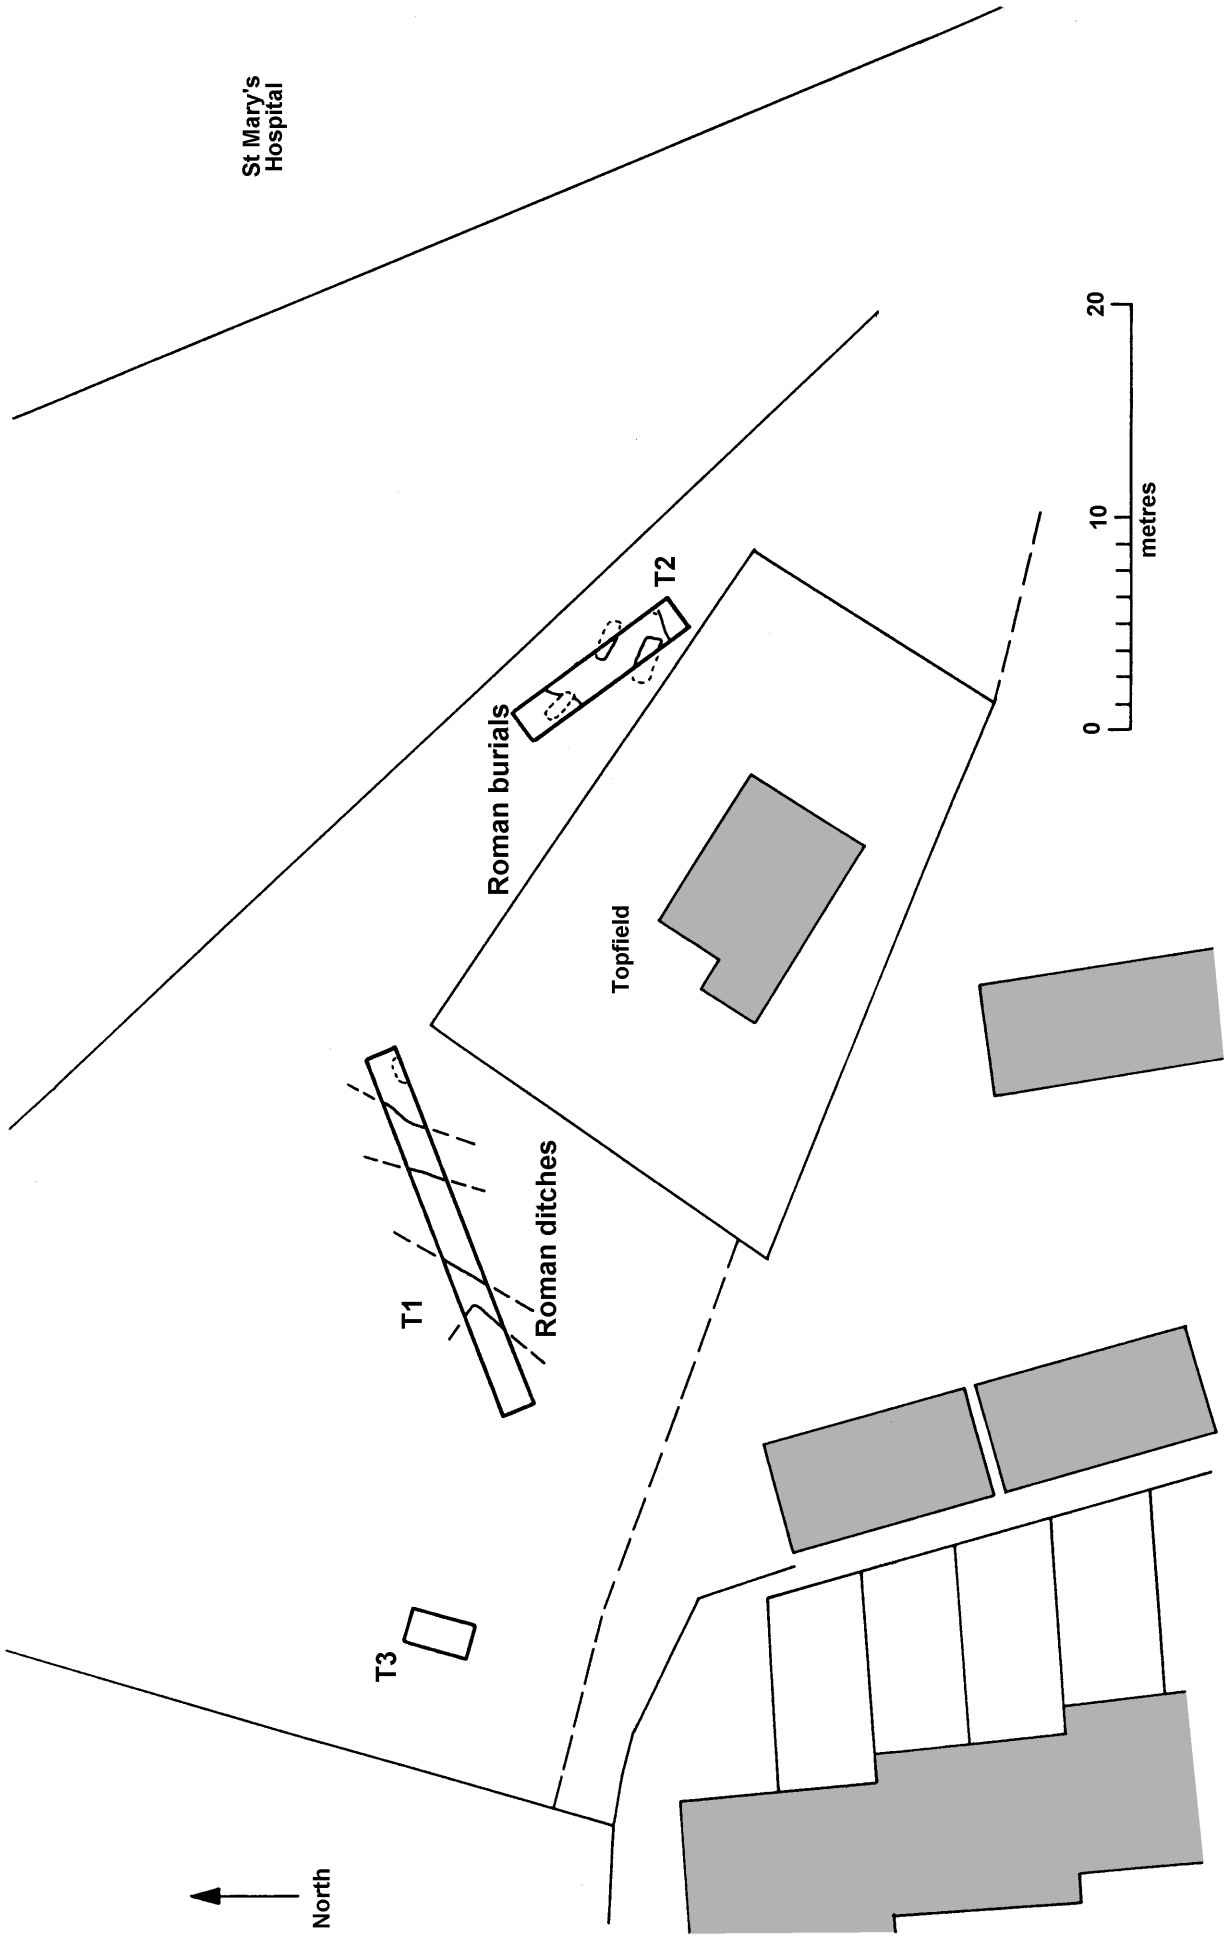 St Mary's
Hospital
Roman burials
T2
Topfield
T1
Roman ditches
T3
North
0
10
20
metres